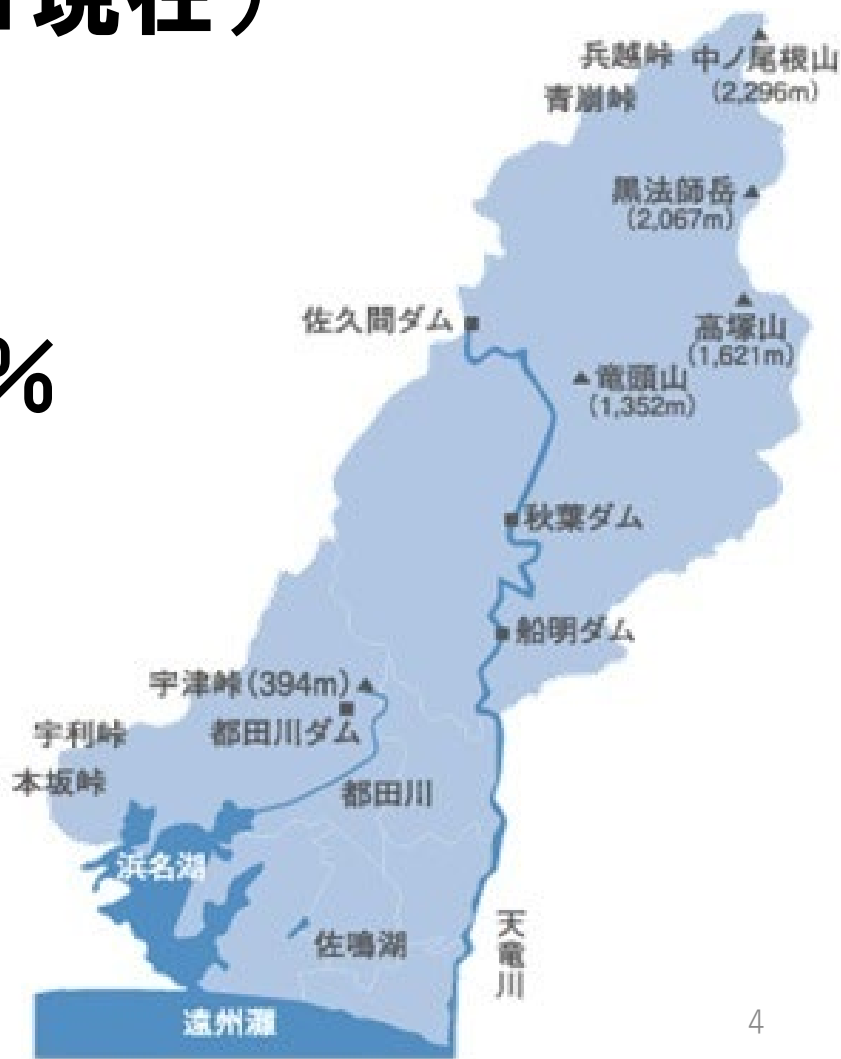 現在）
兵越峠 中ノ尾根山
(2,296m)
青崩峠
黒法師岳
(2,067m)
佐久間ダム
高塚山
(1,621m)
竜頭山
(1,352m)
秋葉ダム
船明ダム
宇津峠(394m)
都田川ダム
宇利峠
本坂峠
都田川
%
浜名湖
佐鳴湖
天竜川
遠州灘
4